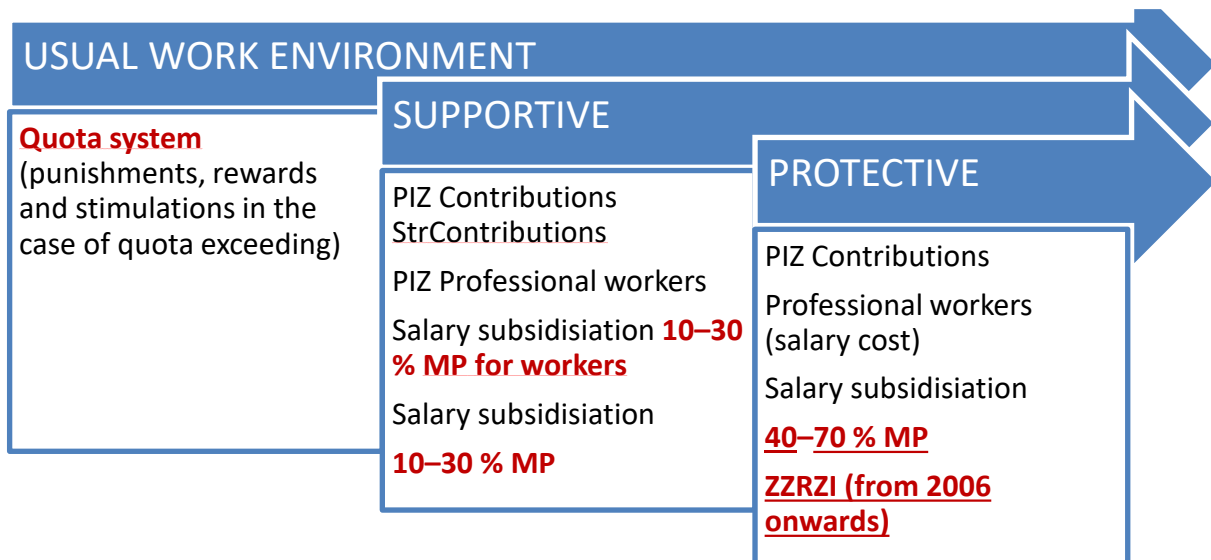 USUAL WORK ENVIRONMENT
Quota system
(punishments, rewards
and stimulations in the
case of quota exceeding)
SUPPORTIVE
PIZ Contributions
StrContributions
PIZ Professional workers
Salary subsidisiation 10–30
% MP for workers
Salary subsidisiation
10–30 % MP
PROTECTIVE
PIZ Contributions
Professional workers
(salary cost)
Salary subsidisiation
40–70 % MP
ZZRZI (from 2006
onwards)